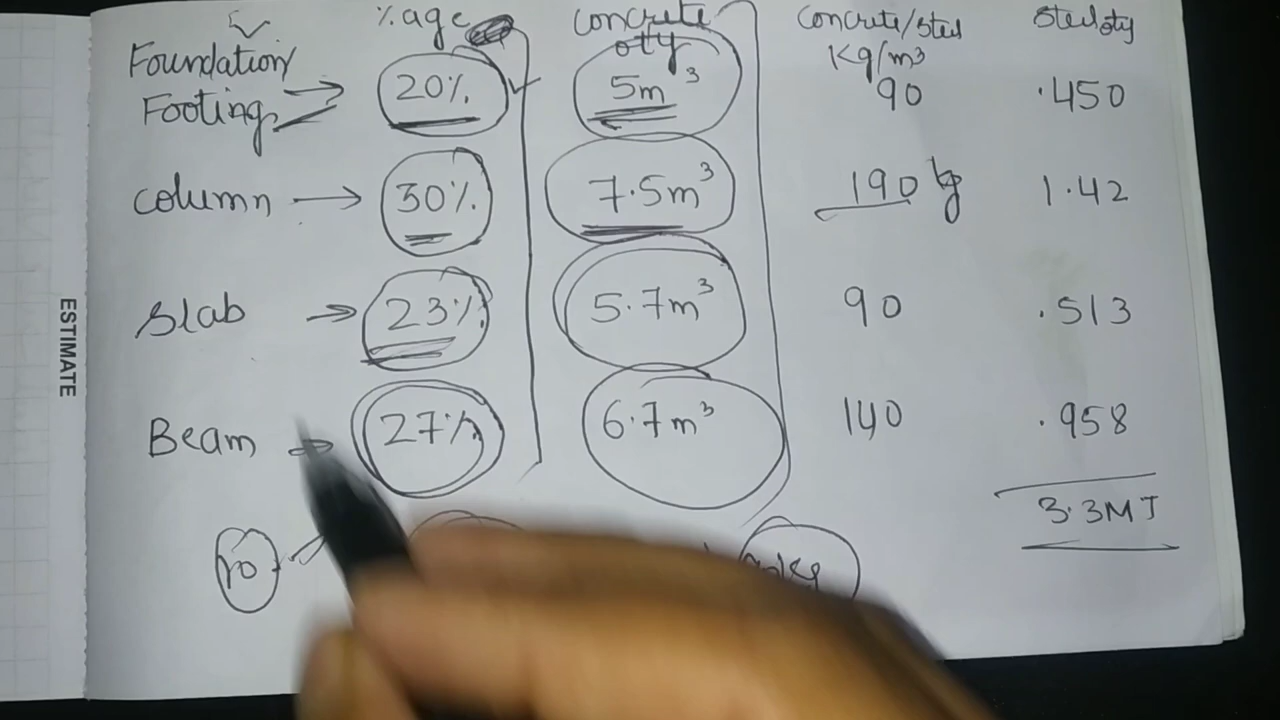 %age concrete concrete/steel Steel qty
Foundation qty Kg/m³
Footing → 20% 5m³ 90 .450
column → 30% 7.5m³ 190 kg 1.42
Slab → 23% 5.7m³ 90 .513
Beam → 27% 6.7m³ 140 .958
3.3MT
ESTIMATE